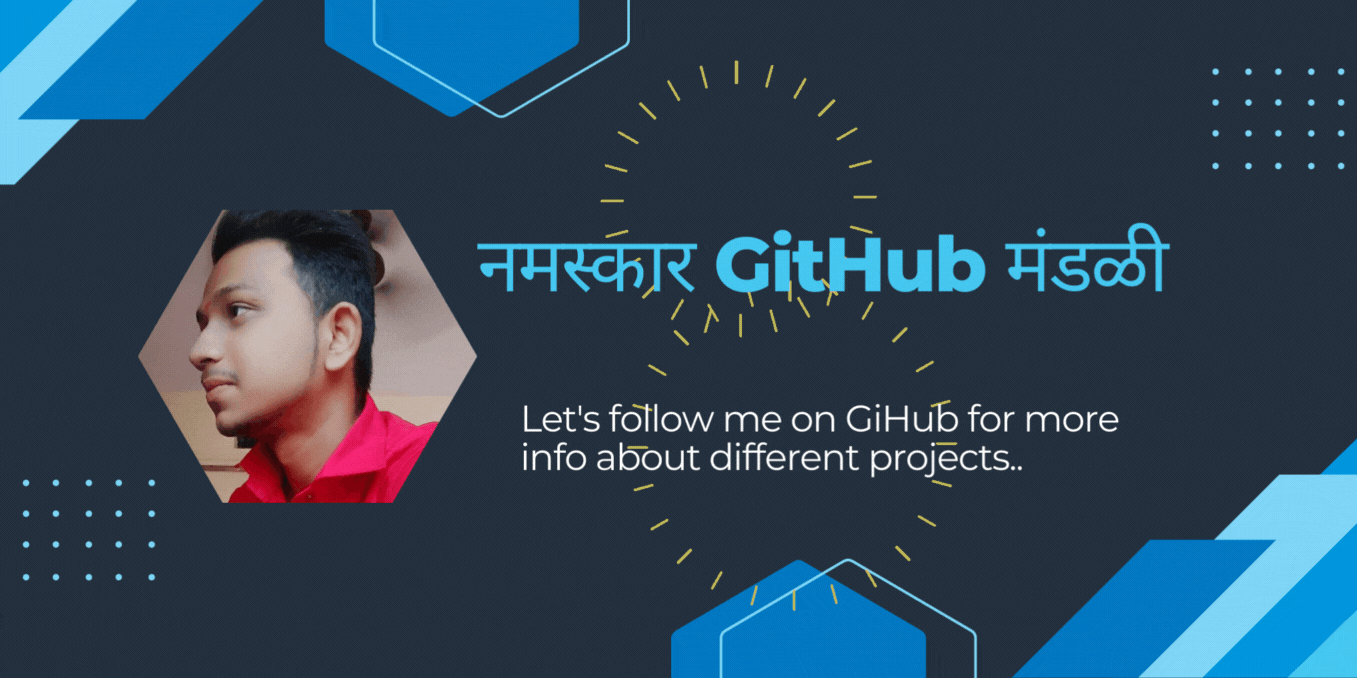 नमस्कार GitHub मंडळी
Let's follow me on GiHub for more
info about different projects..